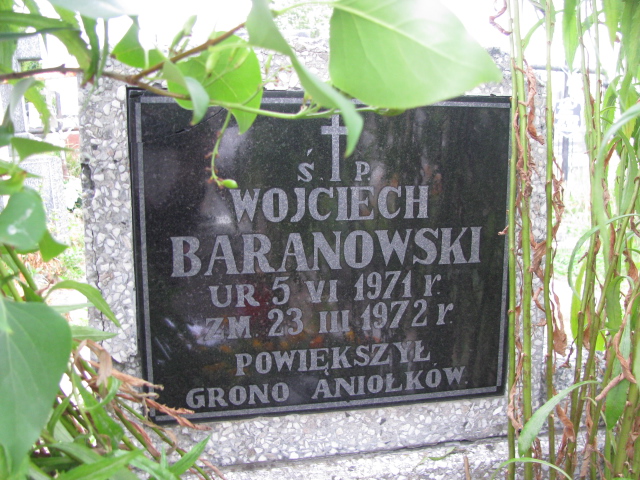 Ś. P.
WOJCIECH
BARANOWSKI
UR 5 VI 1971 r.
ZM. 23 III 1972 r.
POWIĘKSZYŁ
GRONO ANIOŁKÓW